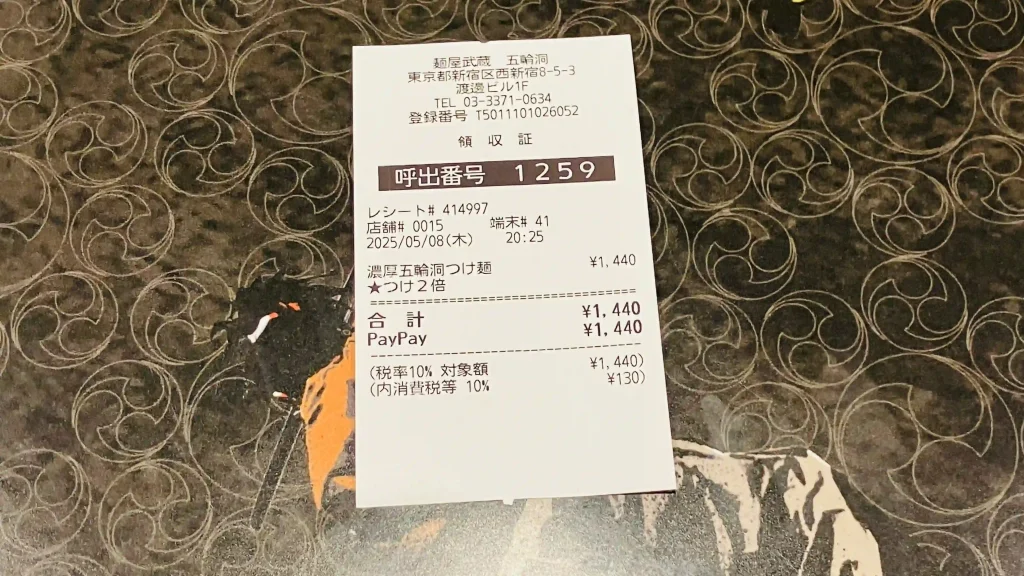 麺屋武蔵 五輪洞
東京都新宿区西新宿8-5-3
渡邊ビル1F
TEL 03-3371-0634
登録番号 T5011101026052
領 収 証
呼出番号 1259
レシート# 414997
店舗# 0015 端末# 41
2025/05/08(木) 20:25
濃厚五輪洞つけ麺 ¥1,440
★つけ2倍
合 計 ¥1,440
PayPay ¥1,440
(税率10% 対象額 ¥1,440)
(内消費税等 10% ¥130)